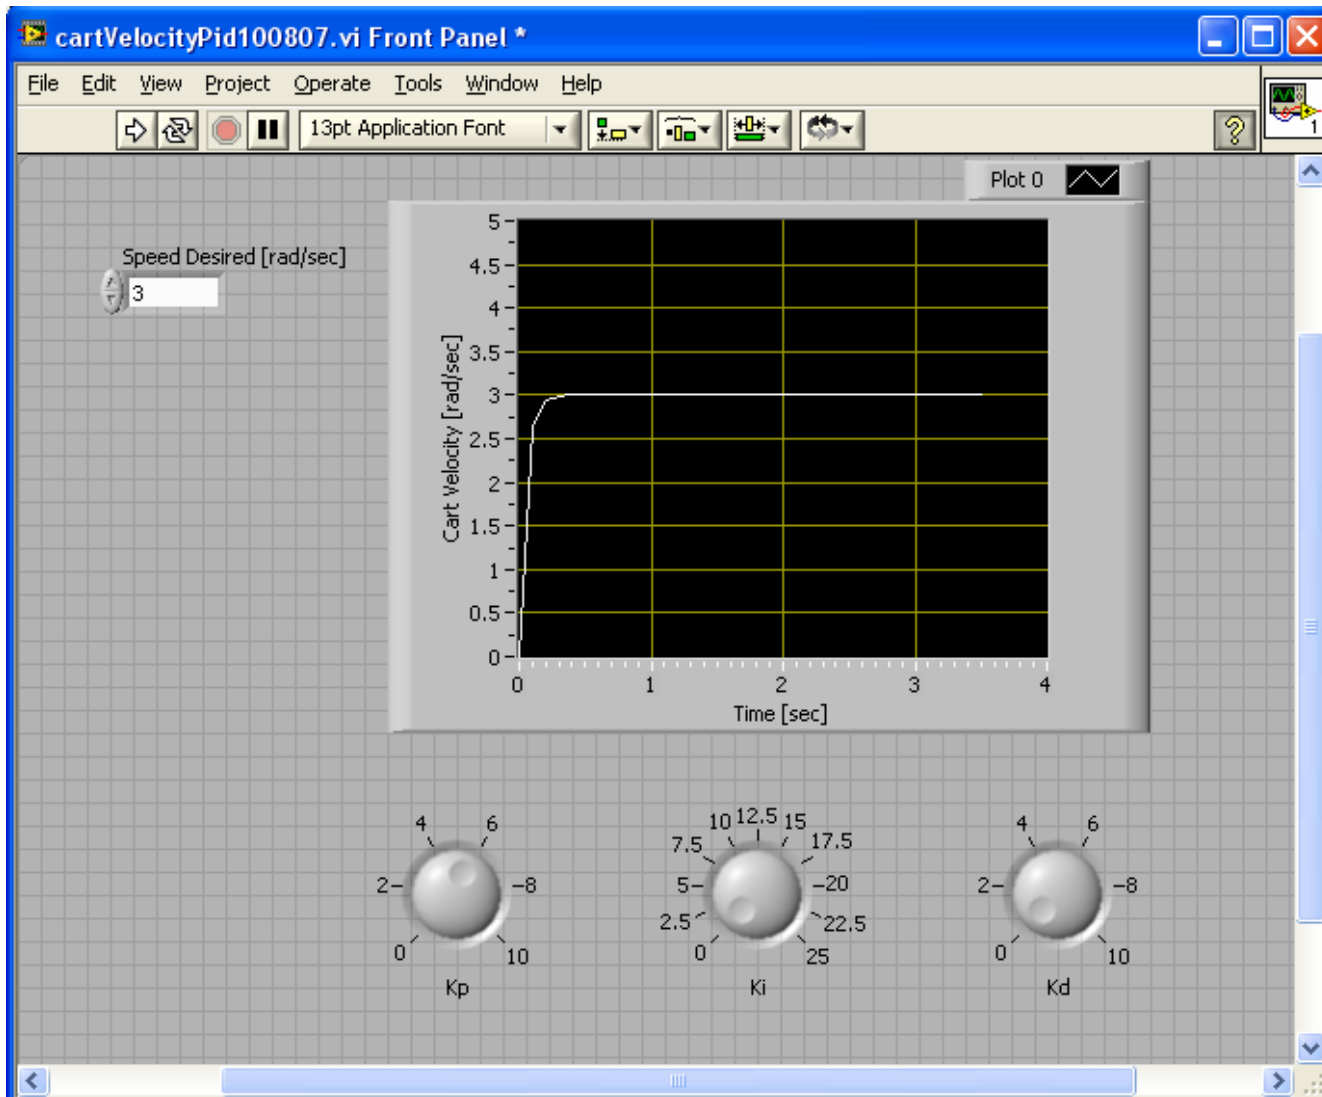 cartVelocityPid100807.vi Front Panel *
File Edit View Project Operate Tools Window Help
13pt Application Font
1
Plot 0
Speed Desired [rad/sec]
3
Cart Velocity [rad/sec]
5
4.5
4
3.5
3
2.5
2
1.5
1
0.5
0
0 1 2 3 4
Time [sec]
0 2 4 6 8 10
Kp
0 2.5 5 7.5 10 12.5 15 17.5 20 22.5 25
Ki
0 2 4 6 8 10
Kd